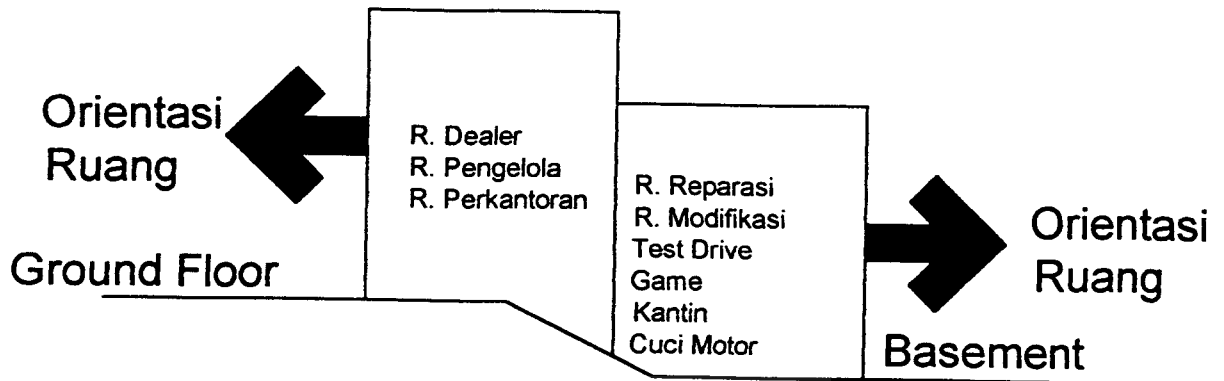 Orientasi
Ruang
R. Dealer
R. Pengelola
R. Perkantoran
Ground Floor
R. Reparasi
R. Modifikasi
Test Drive
Game
Kantin
Cuci Motor
Orientasi
Ruang
Basement